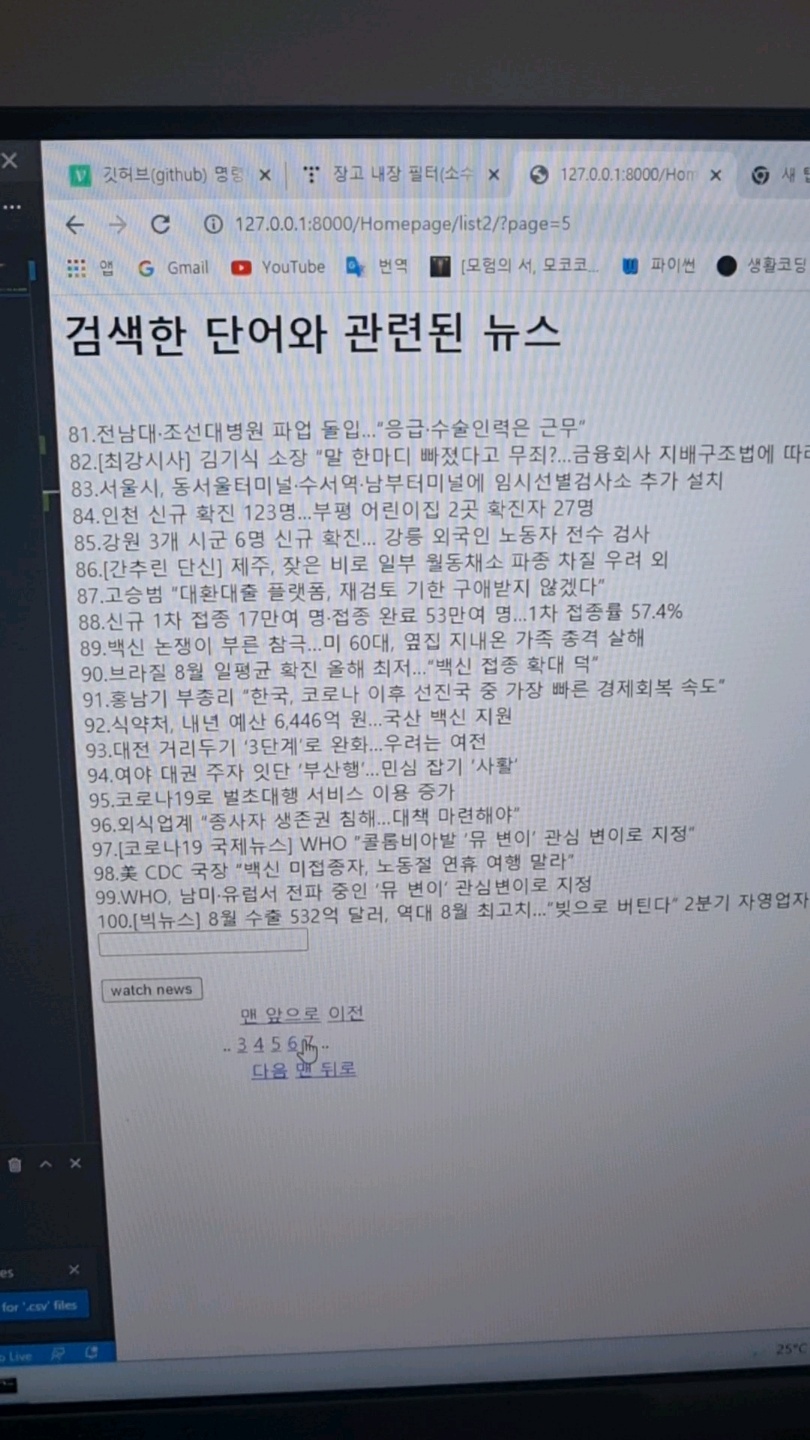 깃허브(github) 명령
장고 내장 필터(소수
127.0.0.1:8000/Hom
새 탭
127.0.0.1:8000/Homepage/list2/?page=5
앱 Gmail YouTube 번역 [모험의 서, 모코코... 파이썬 생활코딩
검색한 단어와 관련된 뉴스
81.전남대·조선대병원 파업 돌입…“응급·수술인력은 근무”
82.[최강시사] 김기식 소장 “말 한마디 빠졌다고 무죄?…금융회사 지배구조법에 따라
83.서울시, 동서울터미널·수서역·남부터미널에 임시선별검사소 추가 설치
84.인천 신규 확진 123명…부평 어린이집 2곳 확진자 27명
85.강원 3개 시군 6명 신규 확진… 강릉 외국인 노동자 전수 검사
86.[간추린 단신] 제주, 잦은 비로 일부 월동채소 파종 차질 우려 외
87.고승범 “대환대출 플랫폼, 재검토 기한 구애받지 않겠다”
88.신규 1차 접종 17만여 명·접종 완료 53만여 명…1차 접종률 57.4%
89.백신 논쟁이 부른 참극…미 60대, 옆집 지내온 가족 총격 살해
90.브라질 8월 일평균 확진 올해 최저…“백신 접종 확대 덕”
91.홍남기 부총리 “한국, 코로나 이후 선진국 중 가장 빠른 경제회복 속도”
92.식약처, 내년 예산 6,446억 원…국산 백신 지원
93.대전 거리두기 ‘3단계’로 완화…우려는 여전
94.여야 대권 주자 잇단 ‘부산행’…민심 잡기 ‘사활’
95.코로나19로 벌초대행 서비스 이용 증가
96.외식업계 “종사자 생존권 침해…대책 마련해야”
97.[코로나19 국제뉴스] WHO “콜롬비아발 ‘뮤 변이’ 관심 변이로 지정”
98.美 CDC 국장 “백신 미접종자, 노동절 연휴 여행 말라”
99.WHO, 남미·유럽서 전파 중인 ‘뮤 변이’ 관심변이로 지정
100.[빅뉴스] 8월 수출 532억 달러, 역대 8월 최고치…“빚으로 버틴다” 2분기 자영업자
watch news
맨 앞으로 이전
.. 3 4 5 6 7 ..
다음 맨 뒤로
es
for '.csv' files
Live
25°C